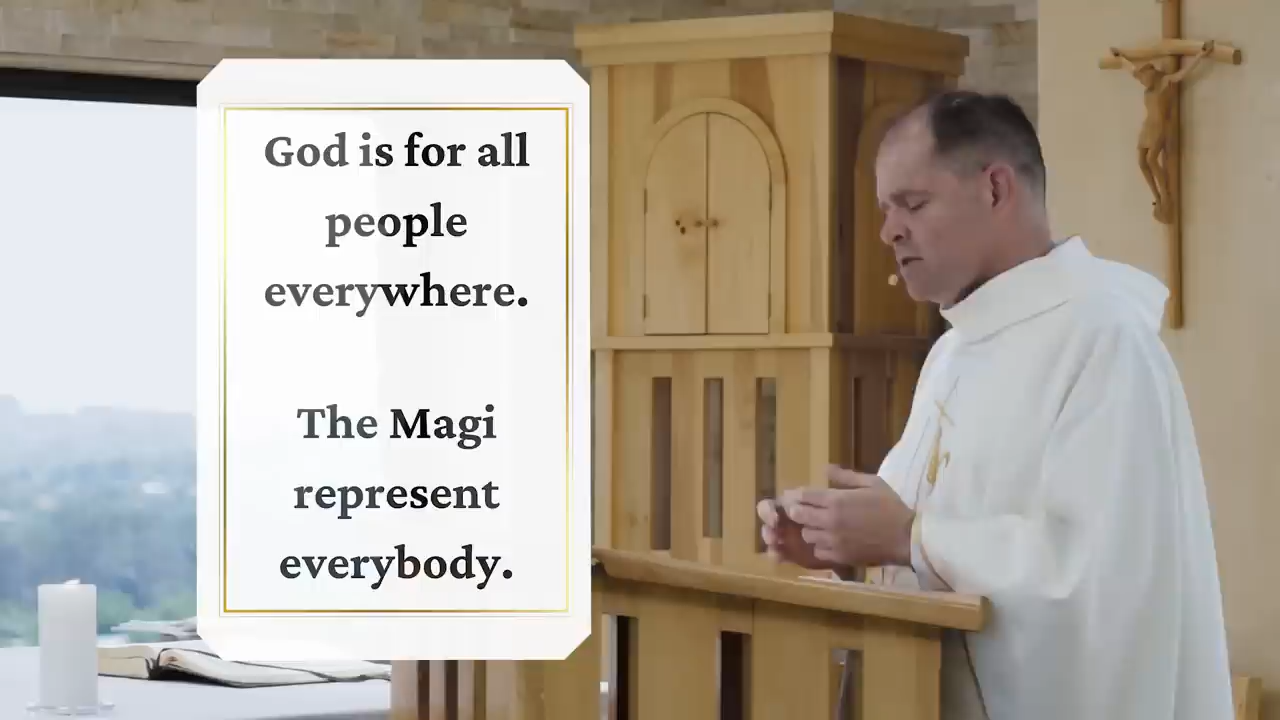 God is for all
people
everywhere.
The Magi
represent
everybody.